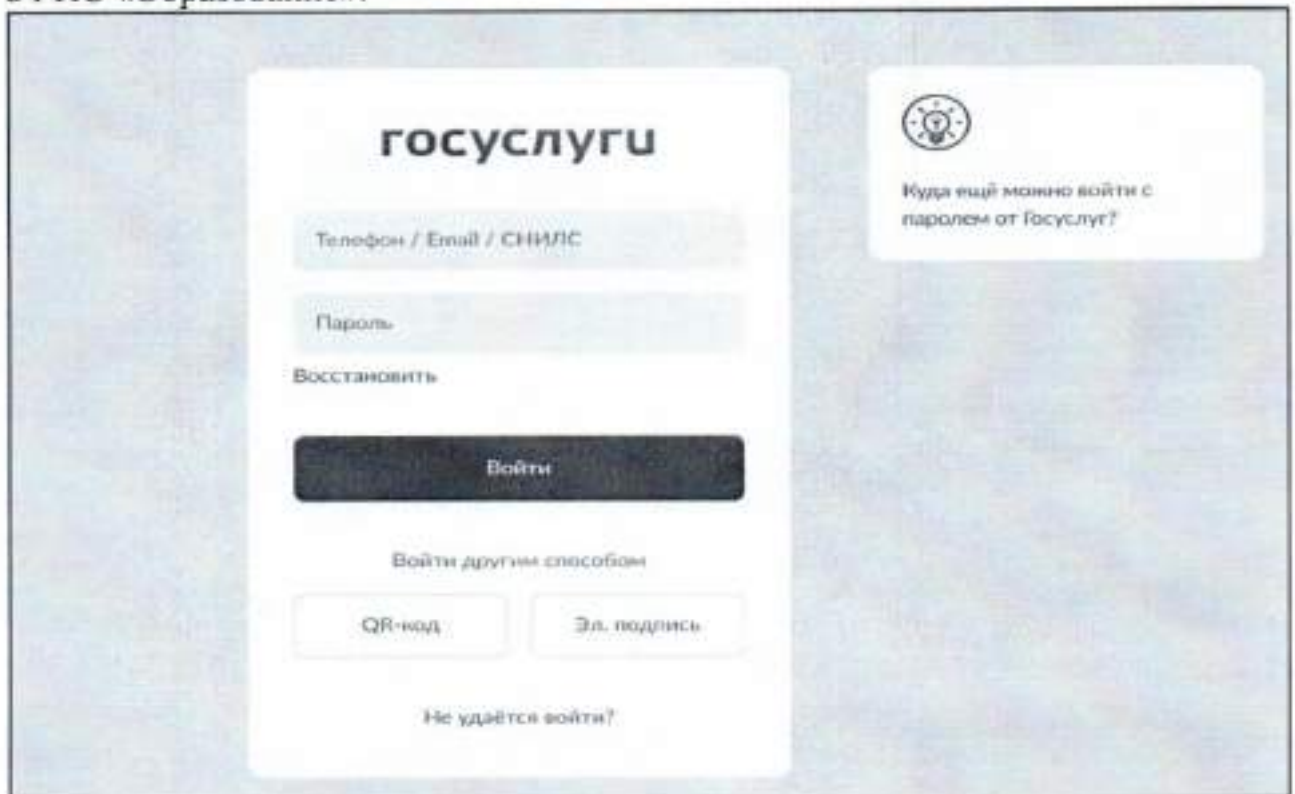 госуслуги
Телефон / Email / СНИЛС
Пароль
Восстановить
Войти
Войти другим способом
QR-код
Эл. подпись
Не удаётся войти?
Куда ещё можно войти с
паролем от Госуслуг?